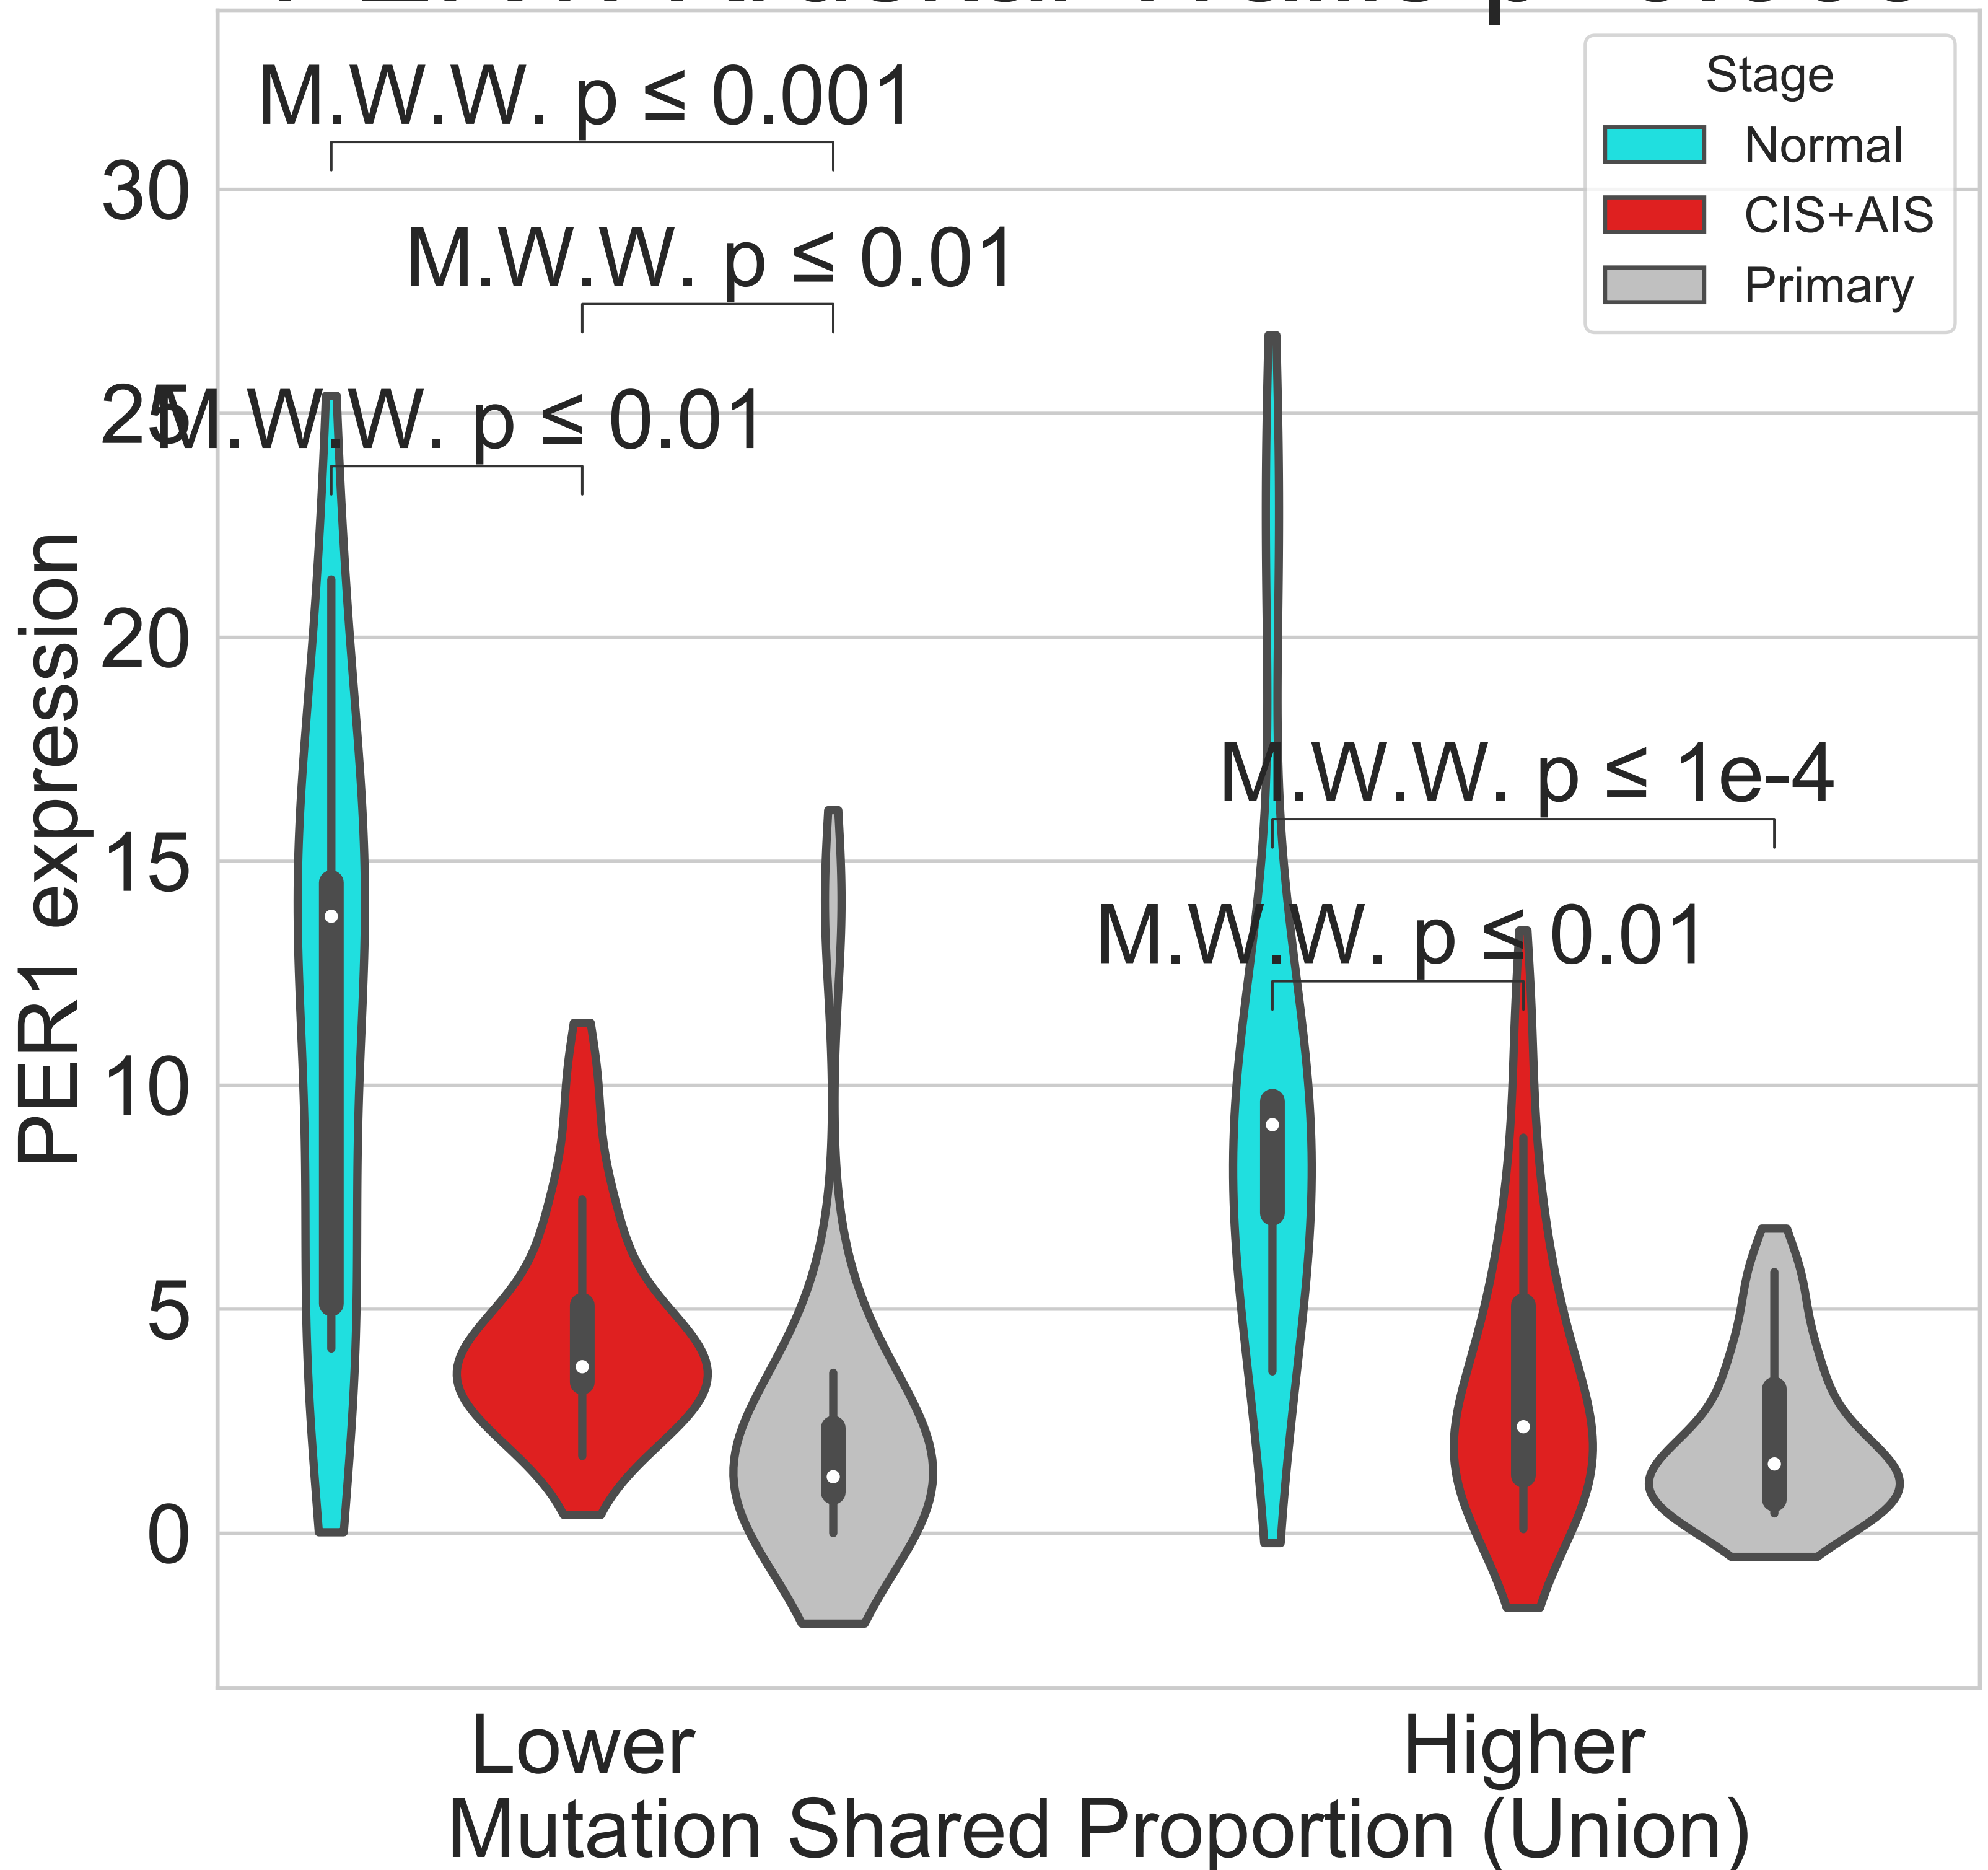 M.W.W. p ≤ 0.001
M.W.W. p ≤ 0.01
M.W.W. p ≤ 0.01
M.W.W. p ≤ 1e-4
M.W.W. p ≤ 0.01
Stage
Normal
CIS+AIS
Primary
30
25
20
15
10
5
0
PER1 expression
Lower
Higher
Mutation Shared Proportion (Union)